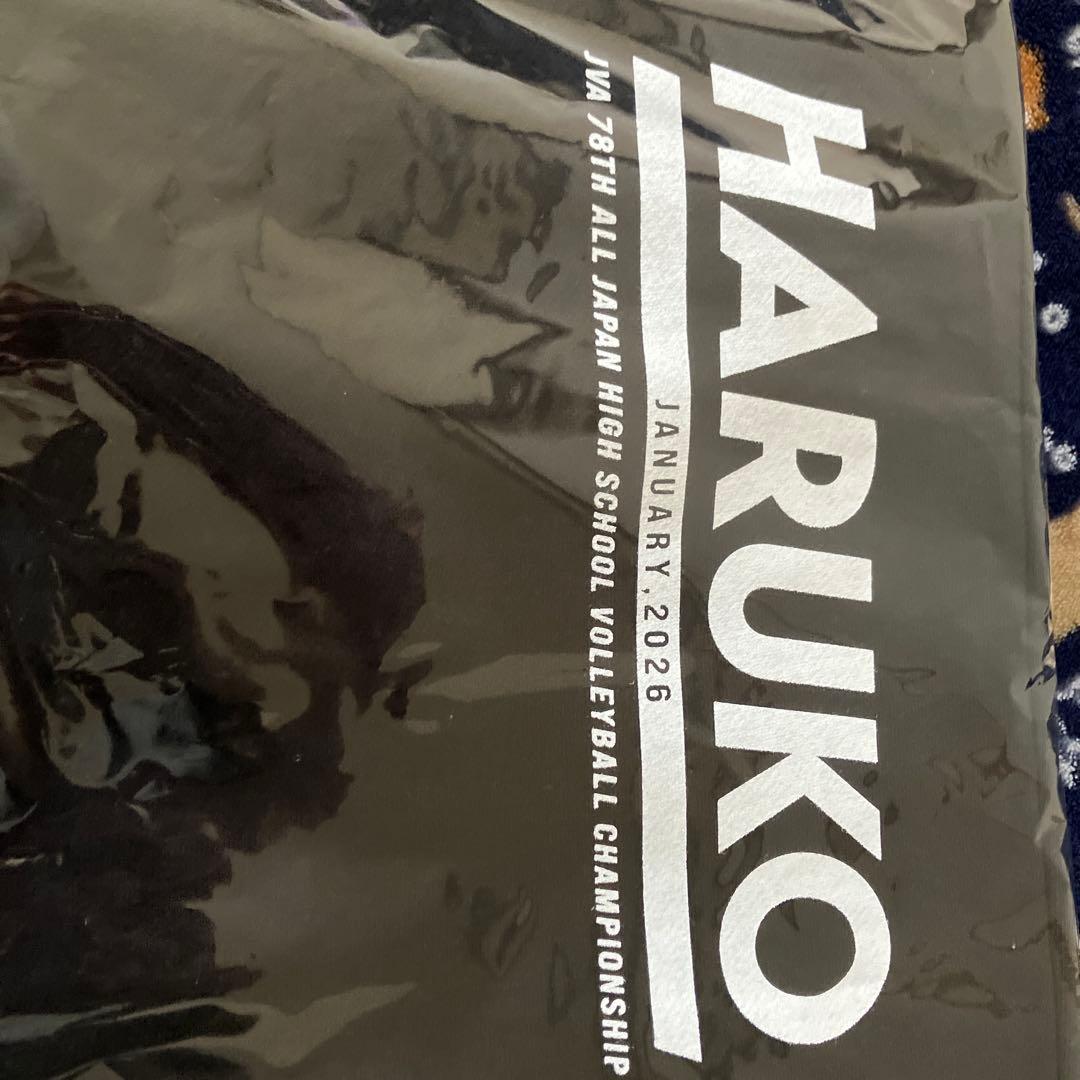 HARUKO
JANUARY,2026
JVA 78TH ALL JAPAN HIGH SCHOOL VOLLEYBALL CHAMPIONSHIP